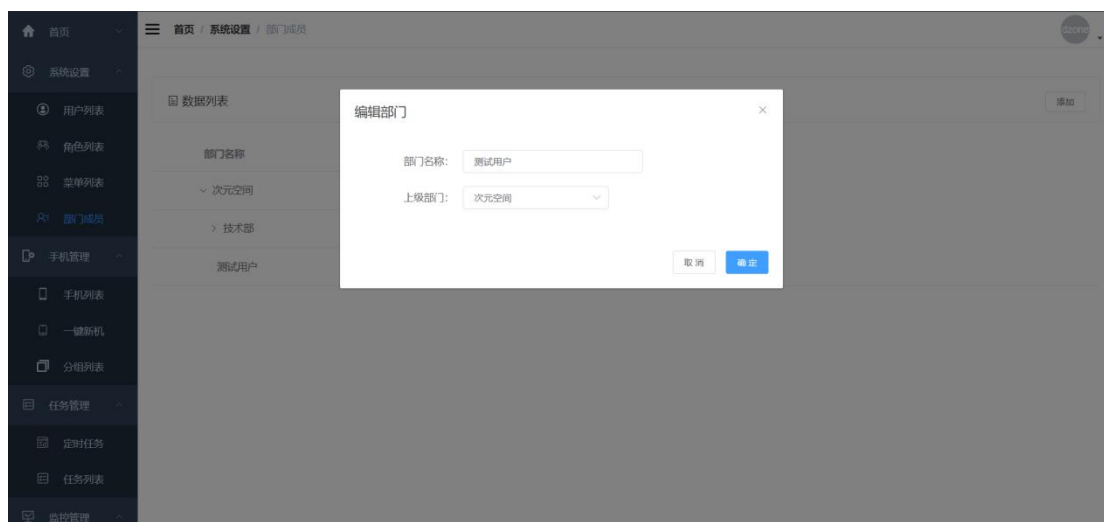 首页
首页 / 系统设置 / 部门成员
dzone
系统设置
用户列表
角色列表
菜单列表
部门成员
手机管理
手机列表
一键新机
分组列表
任务管理
定时任务
任务列表
监控管理
数据列表
添加
部门名称
次元空间
技术部
测试用户
编辑部门
部门名称: 测试用户
上级部门: 次元空间
取消 确定